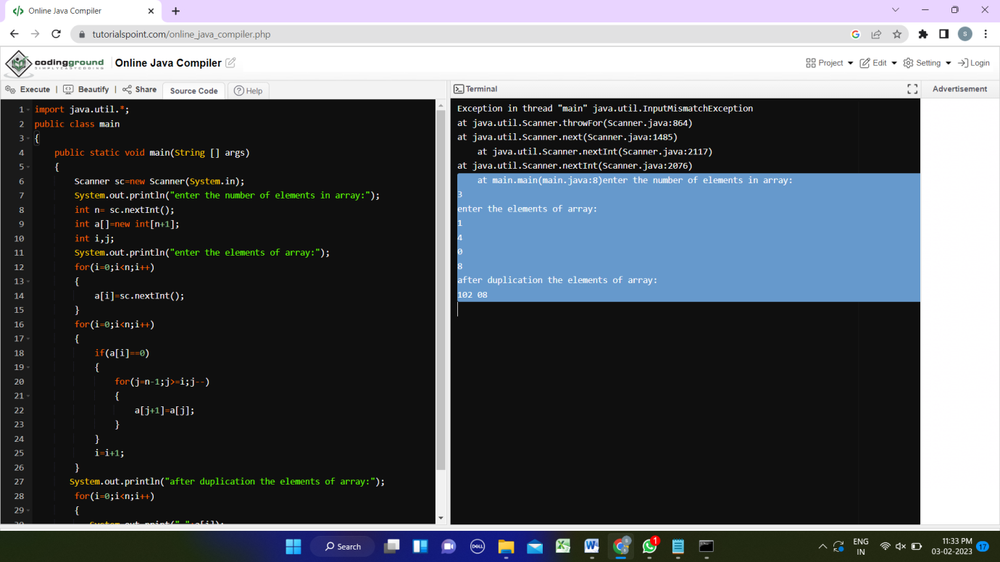 Online Java Compiler
tutorialspoint.com/online_java_compiler.php
S
codingground
SIMPLYEASYCODING
Online Java Compiler
Project
Edit
Setting
Login
Execute | Beautify | Share
Source Code
Help
1 import java.util.*;
2 public class main
3 {
4 public static void main(String [] args)
5 {
6 Scanner sc=new Scanner(System.in);
7 System.out.println("enter the number of elements in array:");
8 int n= sc.nextInt();
9 int a[]=new int[n+1];
10 int i,j;
11 System.out.println("enter the elements of array:");
12 for(i=0;i<n;i++)
13 {
14 a[i]=sc.nextInt();
15 }
16 for(i=0;i<n;i++)
17 {
18 if(a[i]==0)
19 {
20 for(j=n-1;j>=i;j--)
21 {
22 a[j+1]=a[j];
23 }
24 }
25 i=i+1;
26 }
27 System.out.println("after duplication the elements of array:");
28 for(i=0;i<n;i++)
29 {
Terminal
Exception in thread "main" java.util.InputMismatchException
at java.util.Scanner.throwFor(Scanner.java:864)
at java.util.Scanner.next(Scanner.java:1485)
at java.util.Scanner.nextInt(Scanner.java:2117)
at java.util.Scanner.nextInt(Scanner.java:2076)
at main.main(main.java:8)enter the number of elements in array:
3
enter the elements of array:
1
4
0
8
after duplication the elements of array:
102 08
Advertisement
Search
DELL
1
ENG
IN
11:33 PM
03-02-2023
17